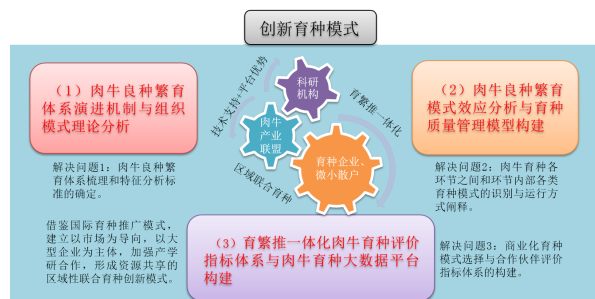 创新育种模式
（1）肉牛良种繁育
体系演进机制与组织
模式理论分析
解决问题1：肉牛良种繁
育体系梳理和特征分析标
准的确定。
借鉴国际育种推广模式，
建立以市场为导向，以大
型企业为主体，加强产学
研合作，形成资源共享的
区域性联合育种创新模式。
技术支持+平台优势
科研
机构
肉牛
产业
联盟
育种企业、
微小散户
育繁推一体化
区域联合育种
（2）肉牛良种繁育
模式效应分析与育种
质量管理模型构建
解决问题2：肉牛育种各
环节之间和环节内部各类
育种模式的识别与运行方
式阐释。
（3）育繁推一体化肉牛育种评价
指标体系与肉牛育种大数据平台
构建
解决问题3：商业化育种
模式选择与合作伙伴评价
指标体系的构建。